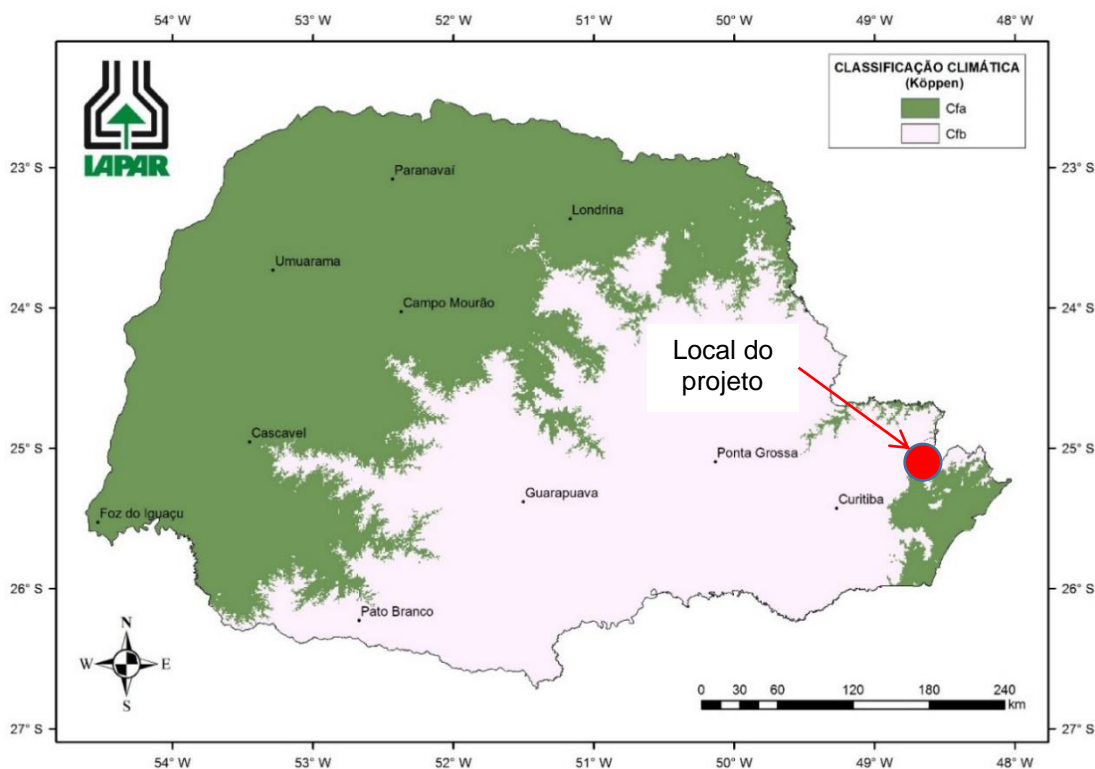 54° W 53° W 52° W 51° W 50° W 49° W 48° W
CLASSIFICAÇÃO CLIMÁTICA
(Köppen)
Cfa
Cfb
IAPAR
23° S 23° S
Paranavaí
Londrina
Umuarama
24° S 24° S
Campo Mourão
Local do
projeto
Cascavel
25° S 25° S
Ponta Grossa
Guarapuava
Curitiba
Foz do Iguaçu
26° S 26° S
Pato Branco
N
W E
S
0 30 60 120 180 240
km
27° S 27° S
54° W 53° W 52° W 51° W 50° W 49° W 48° W